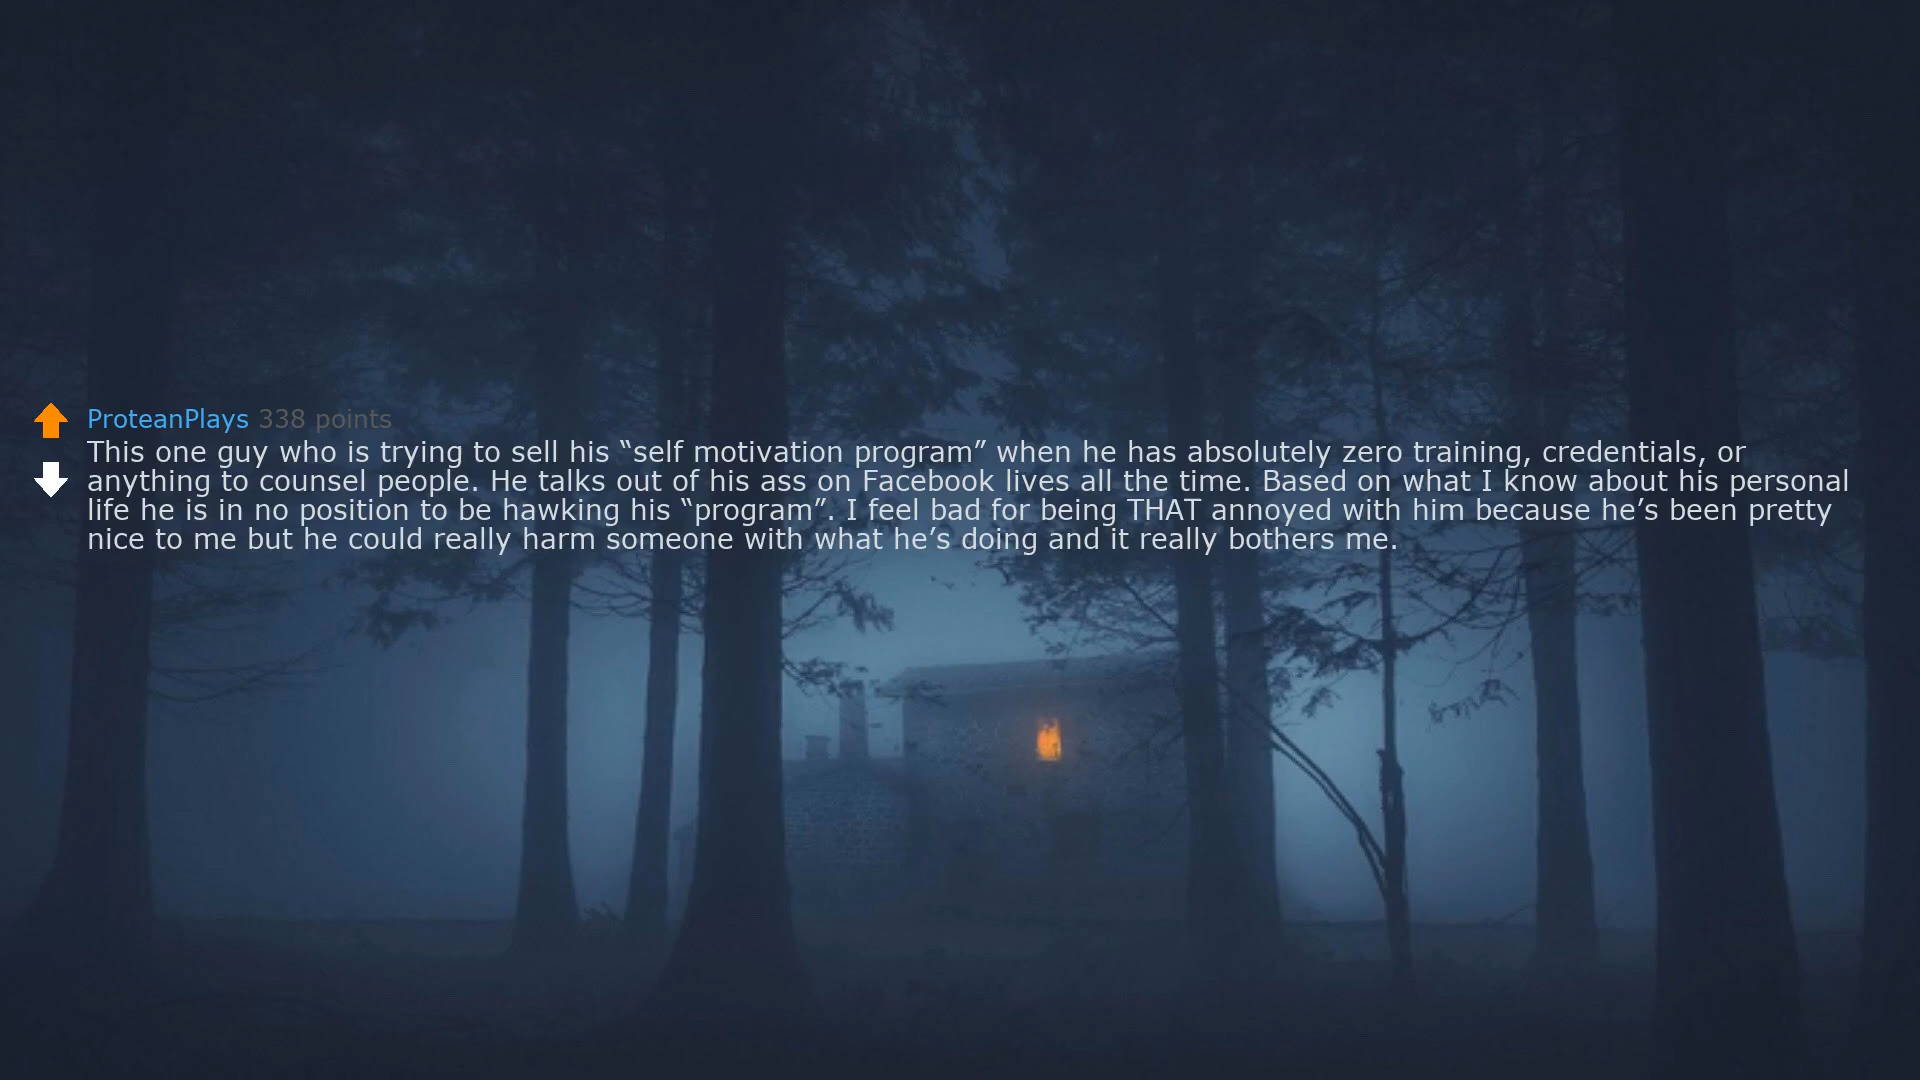 ProteanPlays 338 points
This one guy who is trying to sell his “self motivation program” when he has absolutely zero training, credentials, or
anything to counsel people. He talks out of his ass on Facebook lives all the time. Based on what I know about his personal
life he is in no position to be hawking his “program”. I feel bad for being THAT annoyed with him because he’s been pretty
nice to me but he could really harm someone with what he’s doing and it really bothers me.